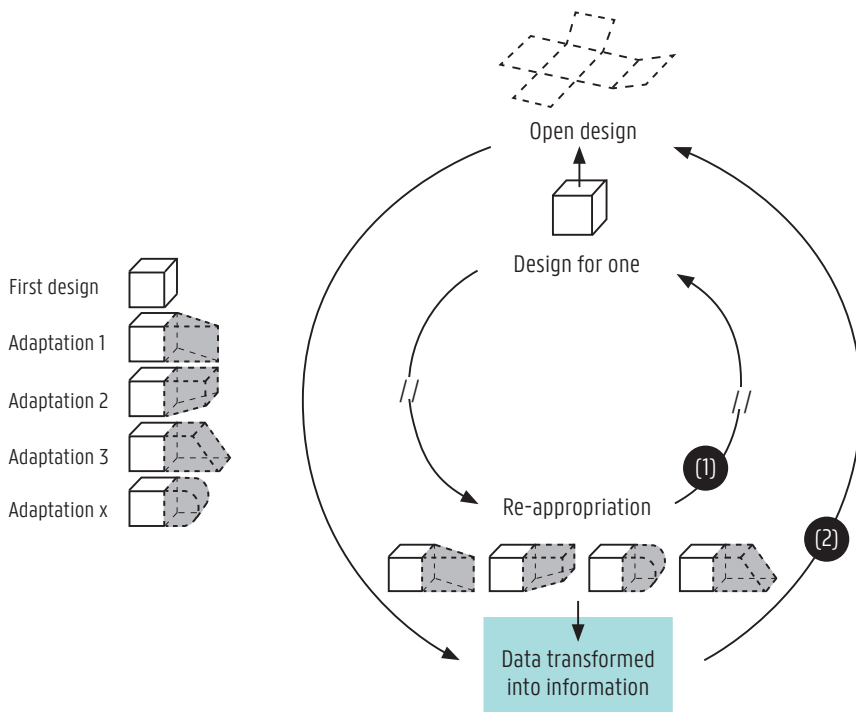 Open design
Design for one
First design
Adaptation 1
Adaptation 2
Adaptation 3
Adaptation x
(1)
Re-appropriation
(2)
Data transformed
into information